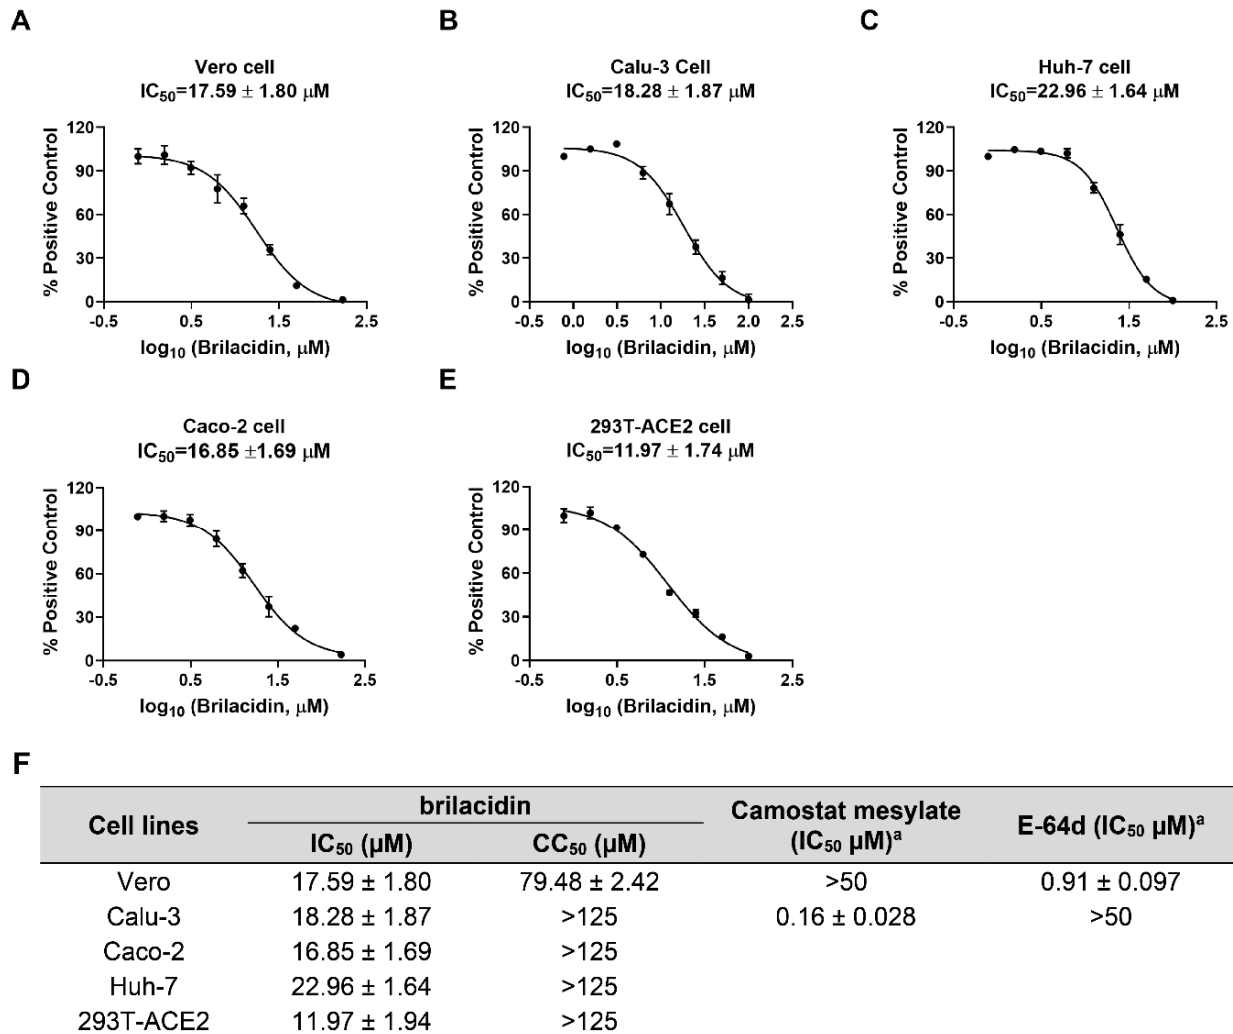 A
Vero cell
IC50=17.59 ± 1.80 μM
% Positive Control
120
90
60
30
0
-0.5 0.5 1.5 2.5
log10 (Brilacidin, μM)
B
Calu-3 Cell
IC50=18.28 ± 1.87 μM
% Positive Control
120
90
60
30
0
-0.5 0.0 0.5 1.0 1.5 2.0 2.5
log10 (Brilacidin, μM)
C
Huh-7 cell
IC50=22.96 ± 1.64 μM
% Positive Control
120
90
60
30
0
-0.5 0.5 1.5 2.5
log10 (Brilacidin, μM)
D
Caco-2 cell
IC50=16.85 ±1.69 μM
% Positive Control
120
90
60
30
0
-0.5 0.5 1.5 2.5
log10 (Brilacidin, μM)
E
293T-ACE2 cell
IC50=11.97 ± 1.74 μM
% Positive Control
120
90
60
30
0
-0.5 0.5 1.5 2.5
log10 (Brilacidin, μM)
F
Cell lines brilacidin Camostat mesylate (IC50 μM)a E-64d (IC50 μM)a
IC50 (μM) CC50 (μM)
Vero 17.59 ± 1.80 79.48 ± 2.42 >50 0.91 ± 0.097
Calu-3 18.28 ± 1.87 >125 0.16 ± 0.028 >50
Caco-2 16.85 ± 1.69 >125
Huh-7 22.96 ± 1.64 >125
293T-ACE2 11.97 ± 1.94 >125